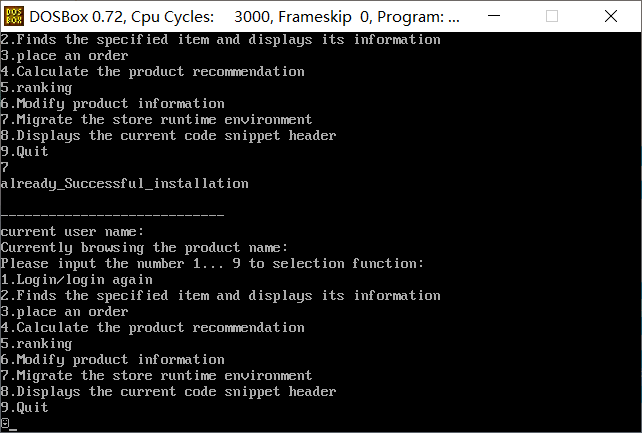 DOS
BOX
DOSBox 0.72, Cpu Cycles: 3000, Frameskip 0, Program: ...
2.Finds the specified item and displays its information
3.place an order
4.Calculate the product recommendation
5.ranking
6.Modify product information
7.Migrate the store runtime environment
8.Displays the current code snippet header
9.Quit
7
already_Successful_installation
----------------------------
current user name:
Currently browsing the product name:
Please input the number 1... 9 to selection function:
1.Login/login again
2.Finds the specified item and displays its information
3.place an order
4.Calculate the product recommendation
5.ranking
6.Modify product information
7.Migrate the store runtime environment
8.Displays the current code snippet header
9.Quit
_